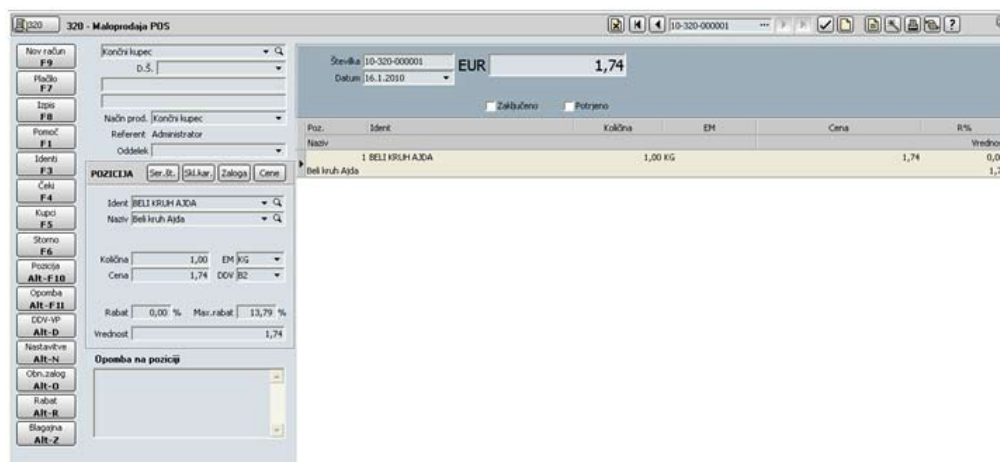 320 320 - Maloprodaja POS 10-320-000001 ... ?
Nov račun
F9
Plačilo
F7
Izpis
F8
Pomoč
F1
Identi
F3
Čeki
F4
Kupci
F5
Storno
F6
Pozicija
Alt-F10
Opomba
Alt-F11
DDV-VP
Alt-D
Nastavitve
Alt-N
Obn.zalog
Alt-O
Rabat
Alt-R
Blagajna
Alt-Z
Končni kupec
D.Š.
Način prod. Končni kupec
Referent Administrator
Oddelek
POZICIJA Ser.št. Skl.kar. Zaloga Cene
Ident BELI KRUH AJDA
Naziv Beli kruh Ajda
Količina 1,00 EM KG
Cena 1,74 DDV B2
Rabat 0,00 % Max.rabat 13,79 %
Vrednost 1,74
Opomba na poziciji
Številka 10-320-000001 EUR 1,74
Datum 16.1.2010
Zaključeno Potrjeno
Poz. Ident Količina EM Cena R%
Naziv Vrednos
1 BELI KRUH AJDA 1,00 KG 1,74 0,0
Beli kruh Ajda 1,7